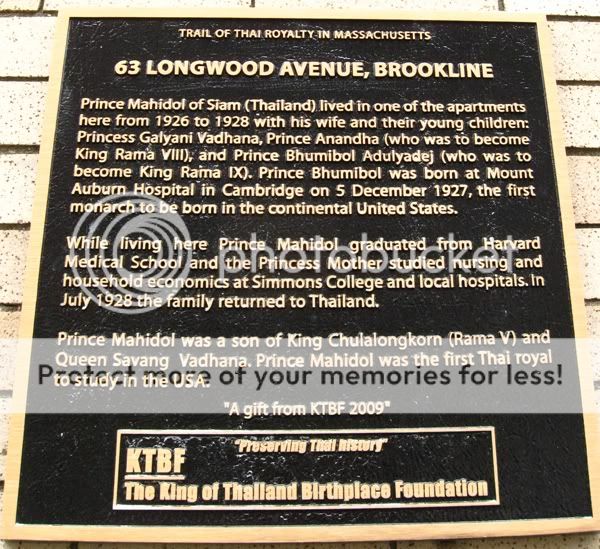 TRAIL OF THAI ROYALTY IN MASSACHUSETTS
63 LONGWOOD AVENUE, BROOKLINE
Prince Mahidol of Siam (Thailand) lived in one of the apartments
here from 1926 to 1928 with his wife and their young children:
Princess Galyani Vadhana, Prince Anandha (who was to become
King Rama VIII), and Prince Bhumibol Adulyadej (who was to
become King Rama IX). Prince Bhumibol was born at Mount
Auburn Hospital in Cambridge on 5 December 1927, the first
monarch to be born in the continental United States.
While living here Prince Mahidol graduated from Harvard
Medical School and the Princess Mother studied nursing and
household economics at Simmons College and local hospitals. In
July 1928 the family returned to Thailand.
Prince Mahidol was a son of King Chulalongkorn (Rama V) and
Queen Savang Vadhana. Prince Mahidol was the first Thai royal
to study in the USA.
"A gift from KTBF 2009"
"Preserving Thai history"
KTBF
The King of Thailand Birthplace Foundation
photobucket
Protect more of your memories for less!